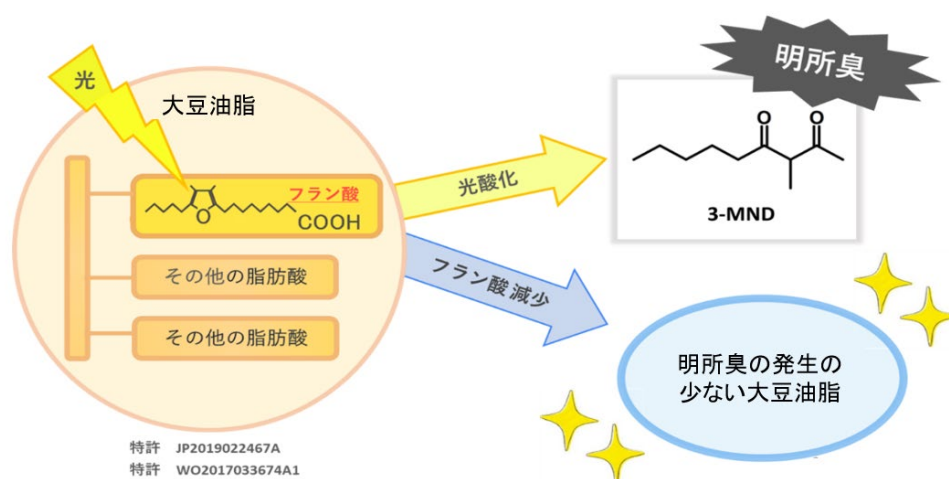 光
大豆油脂
フラン酸
O
COOH
その他の脂肪酸
その他の脂肪酸
特許 JP2019022467A
特許 WO2017033674A1
光酸化
フラン酸減少
明所臭
O O
3-MND
明所臭の発生の
少ない大豆油脂